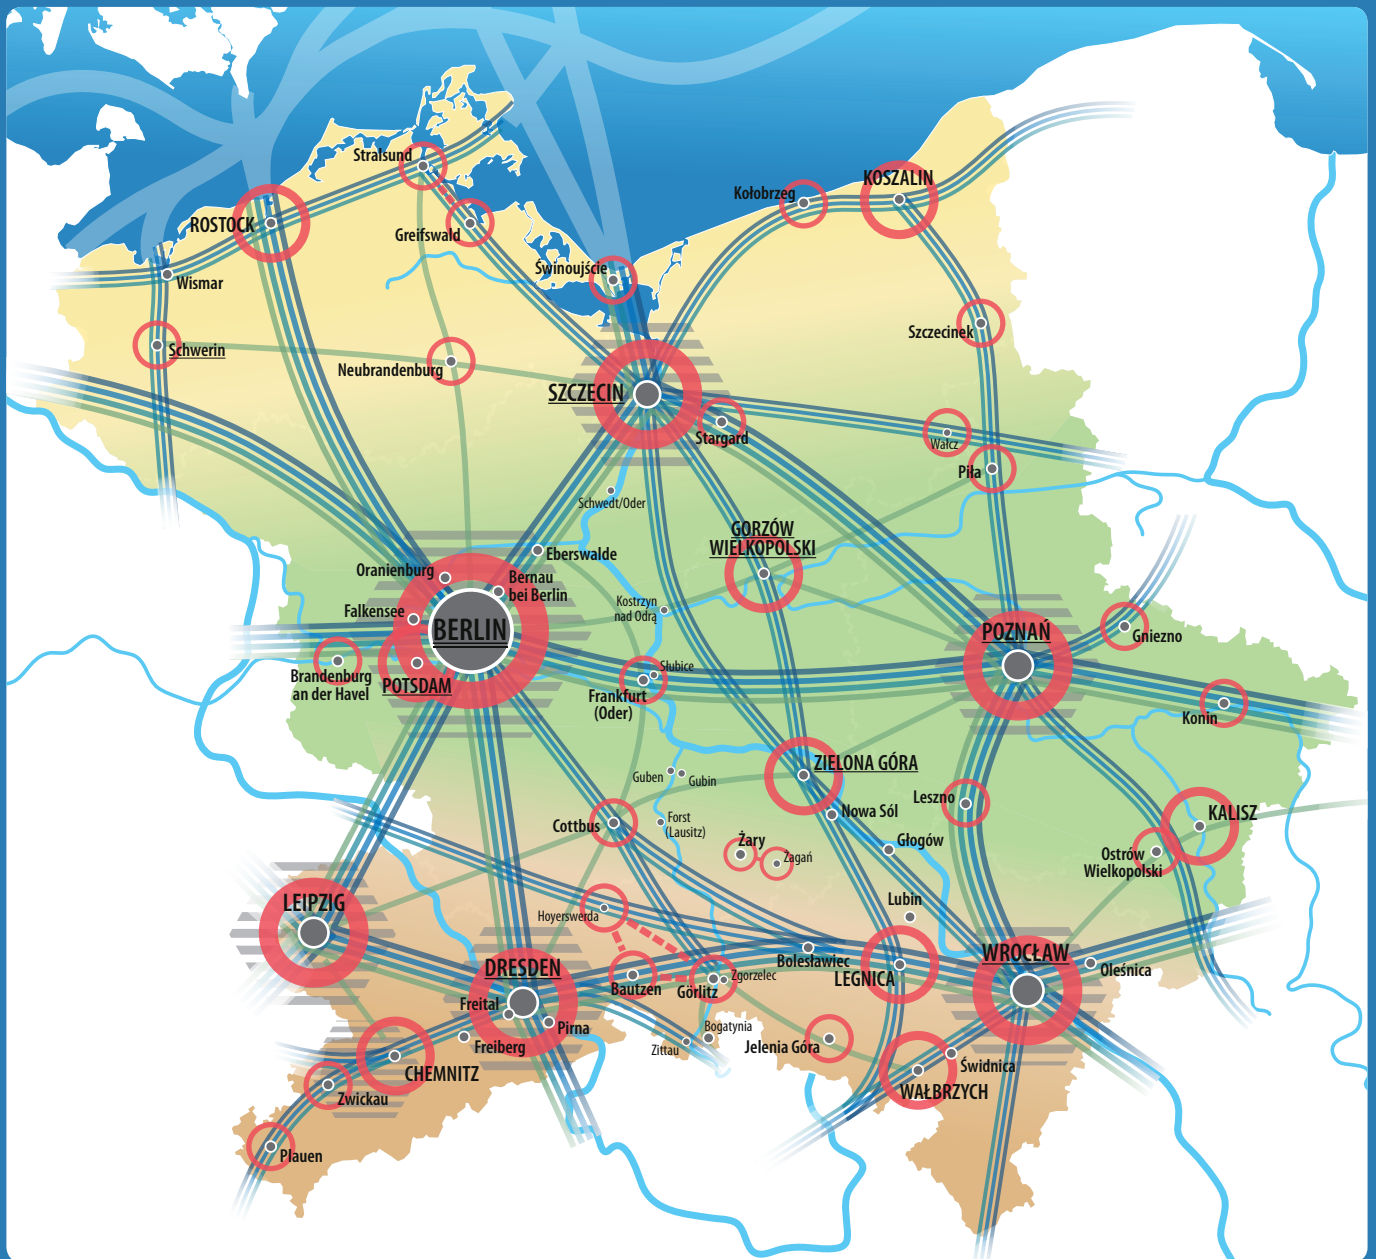 Stralsund
KOSZALIN
Kołobrzeg
ROSTOCK
Greifswald
Świnoujście
Wismar
Szczecinek
Schwerin
Neubrandenburg
SZCZECIN
Stargard
Wałcz
Piła
Schwedt/Oder
GORZÓW
WIELKOPOLSKI
Eberswalde
Oranienburg
Bernau
bei Berlin
Falkensee
Kostrzyn
nad Odrą
BERLIN
POZNAŃ
Gniezno
Słubice
Brandenburg
an der Havel
POTSDAM
Frankfurt
(Oder)
Konin
ZIELONA GÓRA
Guben
Gubin
Leszno
Nowa Sól
KALISZ
Cottbus
Forst
(Lausitz)
Żary
Żagań
Głogów
Ostrów
Wielkopolski
LEIPZIG
Hoyerswerda
Lubin
Bolesławiec
WROCŁAW
DRESDEN
LEGNICA
Oleśnica
Bautzen
Görlitz
Zgorzelec
Freital
Pirna
Bogatynia
Zittau
Freiberg
Jelenia Góra
Świdnica
CHEMNITZ
WAŁBRZYCH
Zwickau
Plauen